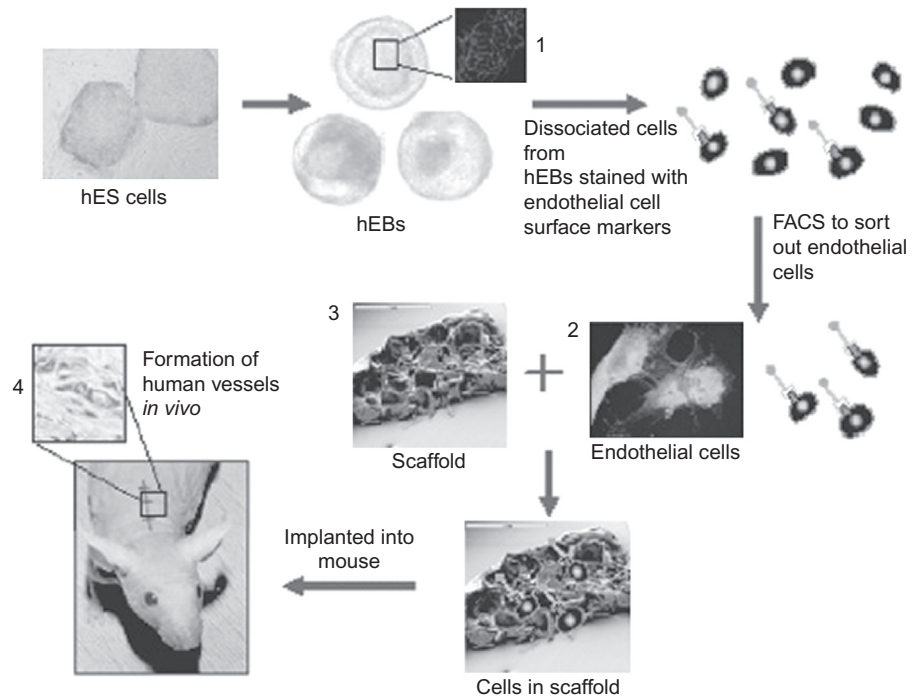 1
hES cells
hEBs
Dissociated cells
from
hEBs stained with
endothelial cell
surface markers
FACS to sort
out endothelial
cells
3
Scaffold
2
Endothelial cells
4
Formation of
human vessels
in vivo
Implanted into
mouse
Cells in scaffold